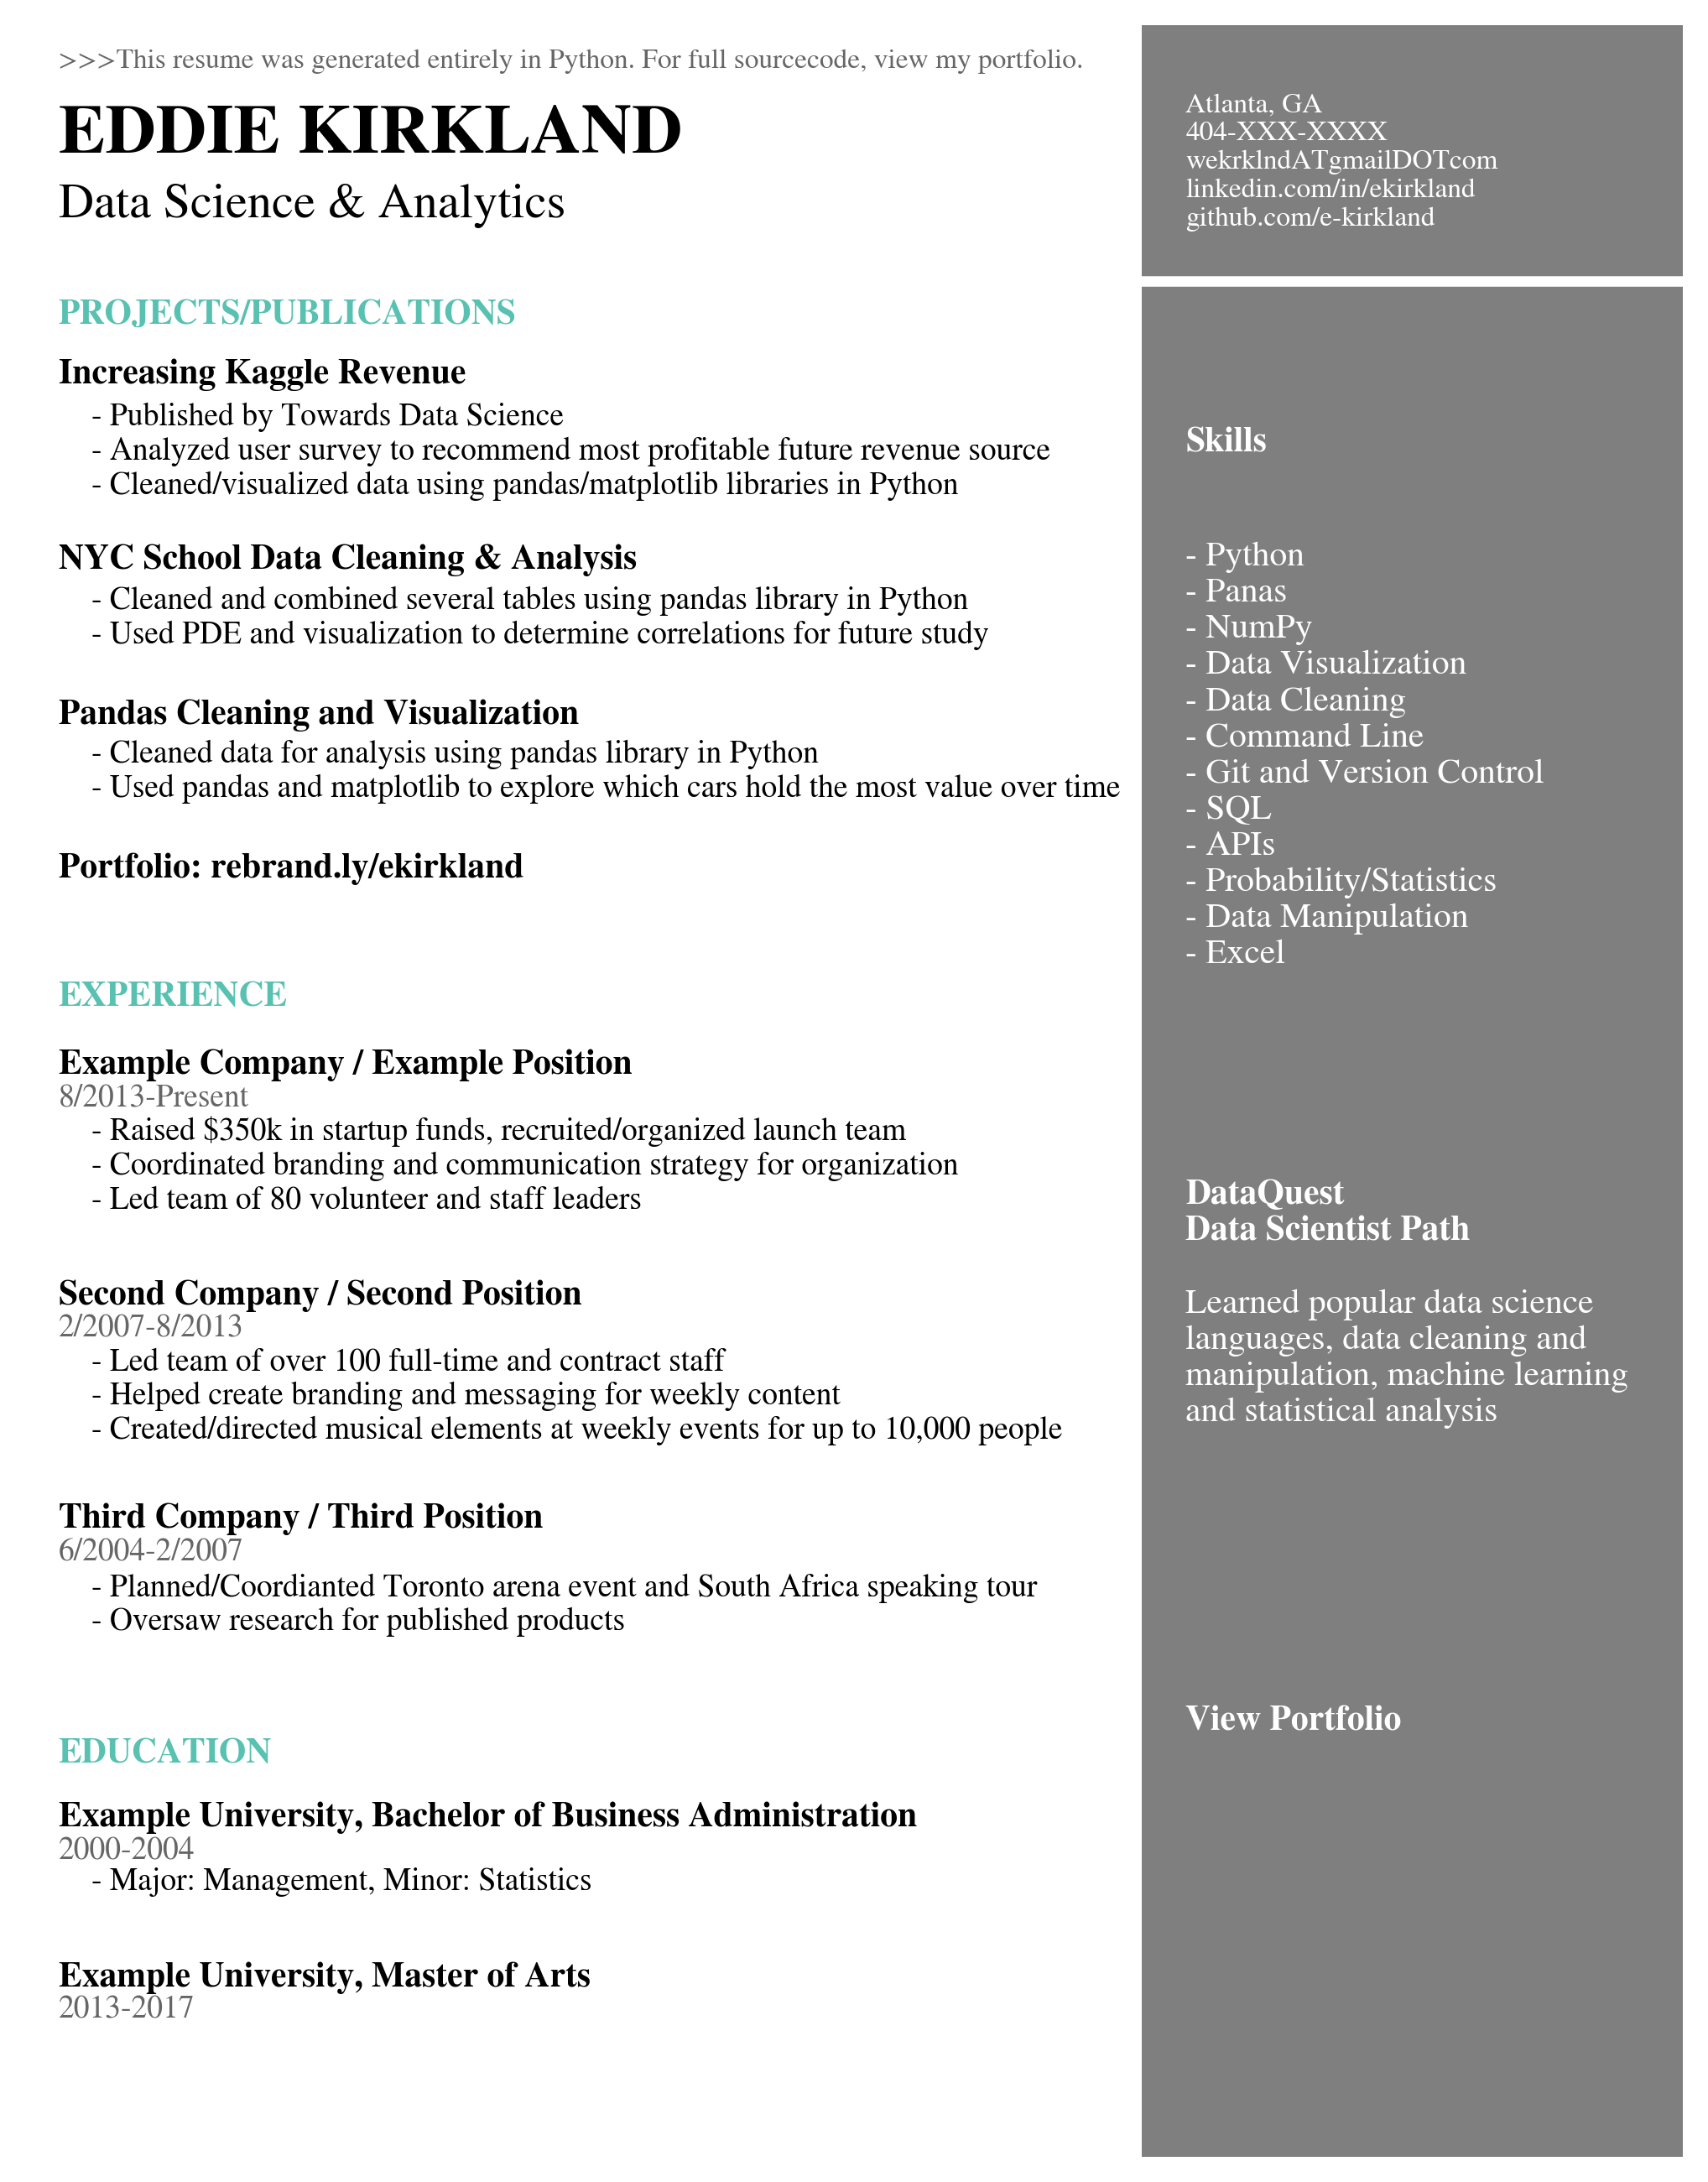 >>>This resume was generated entirely in Python. For full sourcecode, view my portfolio.
EDDIE KIRKLAND
Data Science & Analytics
PROJECTS/PUBLICATIONS
Increasing Kaggle Revenue
- Published by Towards Data Science
- Analyzed user survey to recommend most profitable future revenue source
- Cleaned/visualized data using pandas/matplotlib libraries in Python
NYC School Data Cleaning & Analysis
- Cleaned and combined several tables using pandas library in Python
- Used PDE and visualization to determine correlations for future study
Pandas Cleaning and Visualization
- Cleaned data for analysis using pandas library in Python
- Used pandas and matplotlib to explore which cars hold the most value over time
Portfolio: rebrand.ly/ekirkland
EXPERIENCE
Example Company / Example Position
8/2013-Present
- Raised $350k in startup funds, recruited/organized launch team
- Coordinated branding and communication strategy for organization
- Led team of 80 volunteer and staff leaders
Second Company / Second Position
2/2007-8/2013
- Led team of over 100 full-time and contract staff
- Helped create branding and messaging for weekly content
- Created/directed musical elements at weekly events for up to 10,000 people
Third Company / Third Position
6/2004-2/2007
- Planned/Coordianted Toronto arena event and South Africa speaking tour
- Oversaw research for published products
EDUCATION
Example University, Bachelor of Business Administration
2000-2004
- Major: Management, Minor: Statistics
Example University, Master of Arts
2013-2017
Atlanta, GA
404-XXX-XXXX
wekrklndATgmailDOTcom
linkedin.com/in/ekirkland
github.com/e-kirkland
Skills
- Python
- Panas
- NumPy
- Data Visualization
- Data Cleaning
- Command Line
- Git and Version Control
- SQL
- APIs
- Probability/Statistics
- Data Manipulation
- Excel
DataQuest
Data Scientist Path
Learned popular data science
languages, data cleaning and
manipulation, machine learning
and statistical analysis
View Portfolio